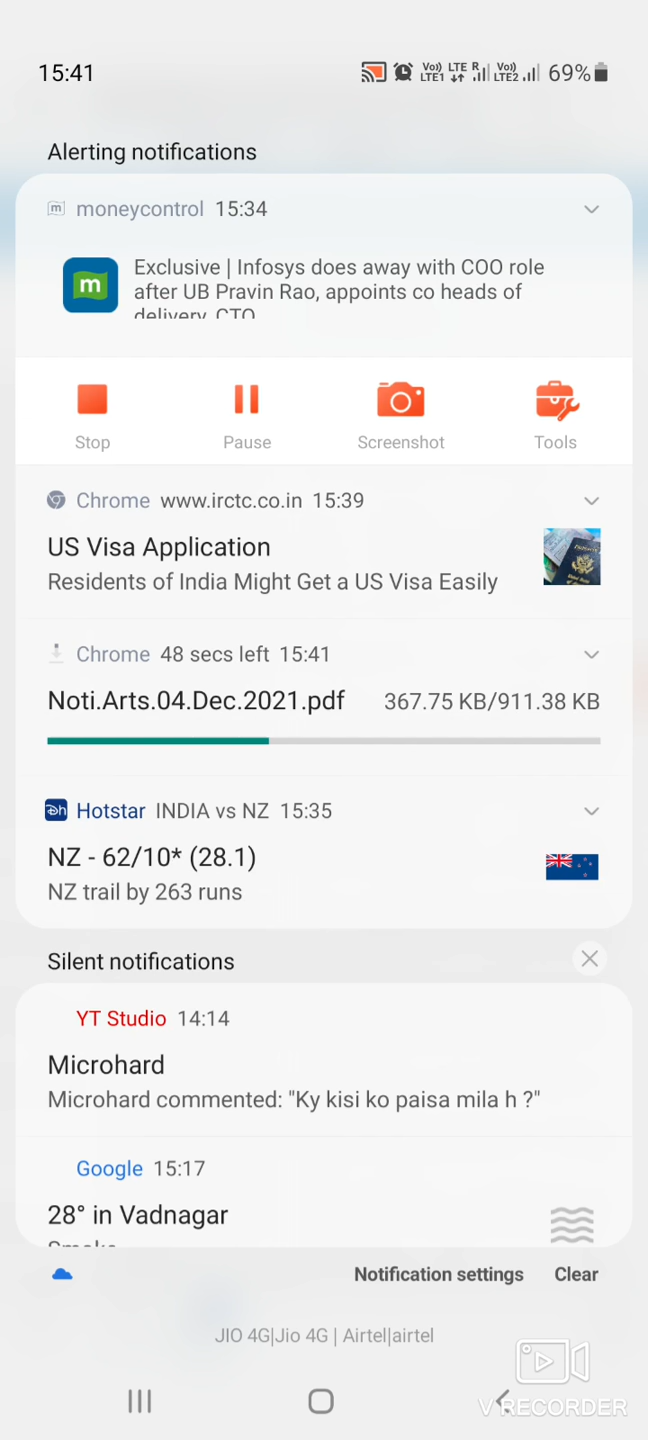 15:41
Vo)) LTE1 LTE R Vo)) LTE2 69%
Alerting notifications
moneycontrol 15:34
Exclusive | Infosys does away with COO role
after UB Pravin Rao, appoints co heads of
delivery, CTO
Stop Pause Screenshot Tools
Chrome www.irctc.co.in 15:39
US Visa Application
Residents of India Might Get a US Visa Easily
Chrome 48 secs left 15:41
Noti.Arts.04.Dec.2021.pdf 367.75 KB/911.38 KB
Hotstar INDIA vs NZ 15:35
NZ - 62/10* (28.1)
NZ trail by 263 runs
Silent notifications
YT Studio 14:14
Microhard
Microhard commented: "Ky kisi ko paisa mila h ?"
Google 15:17
28° in Vadnagar
Smoke
Notification settings Clear
JIO 4G|Jio 4G | Airtel|airtel
V RECORDER